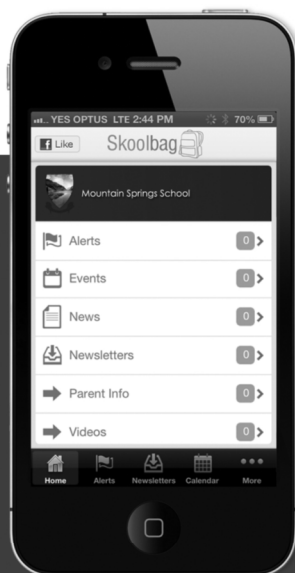 YES OPTUS LTE 2:44 PM 70%
f Like Skoolbag
Mountain Springs School
Alerts 0
Events 0
News 0
Newsletters 0
Parent Info 0
Videos 0
Home Alerts Newsletters Calendar More